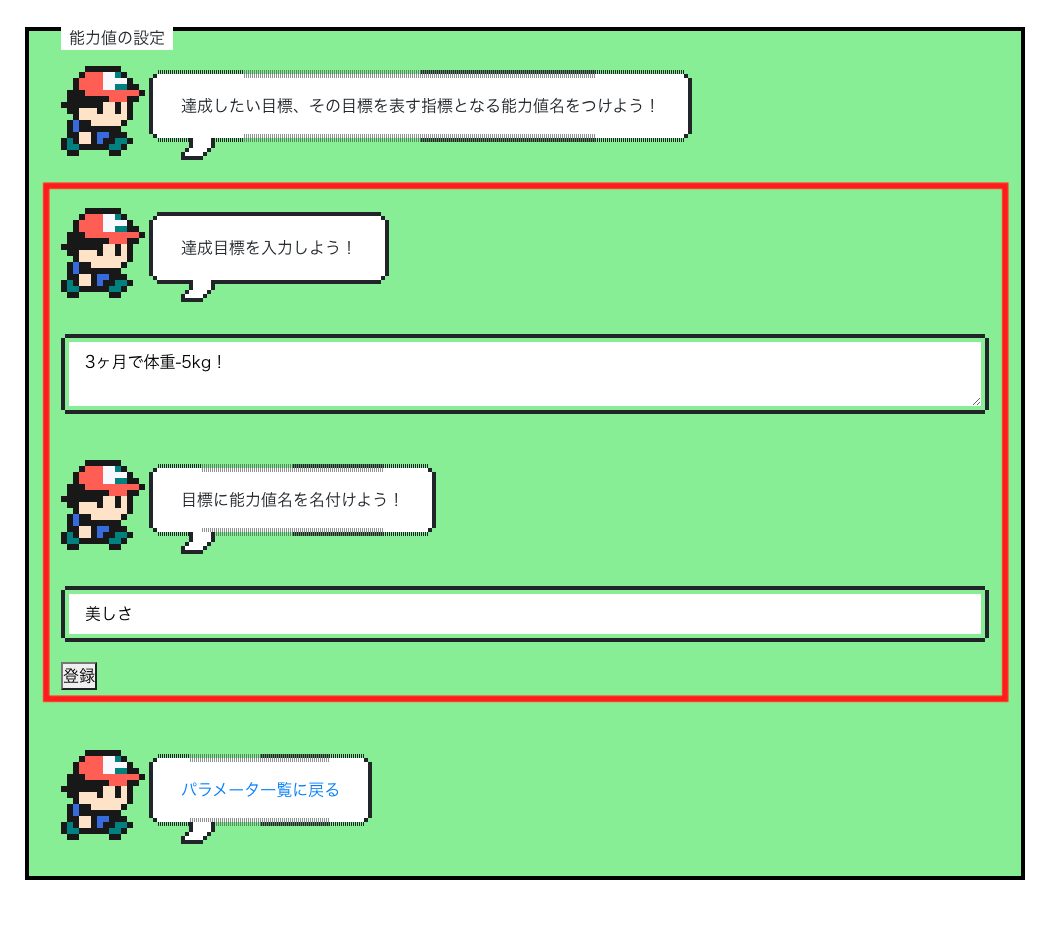 能力値の設定
達成したい目標、その目標を表す指標となる能力値名をつけよう！
達成目標を入力しよう！
3ヶ月で体重-5kg！
目標に能力値名を名付けよう！
美しさ
登録
パラメータ一覧に戻る